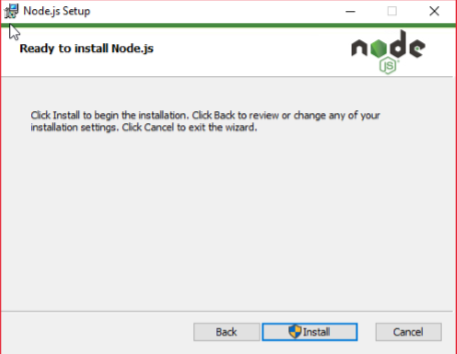 Node.js Setup
Ready to install Node.js
node
JS
Click Install to begin the installation. Click Back to review or change any of your
installation settings. Click Cancel to exit the wizard.
Back
Install
Cancel